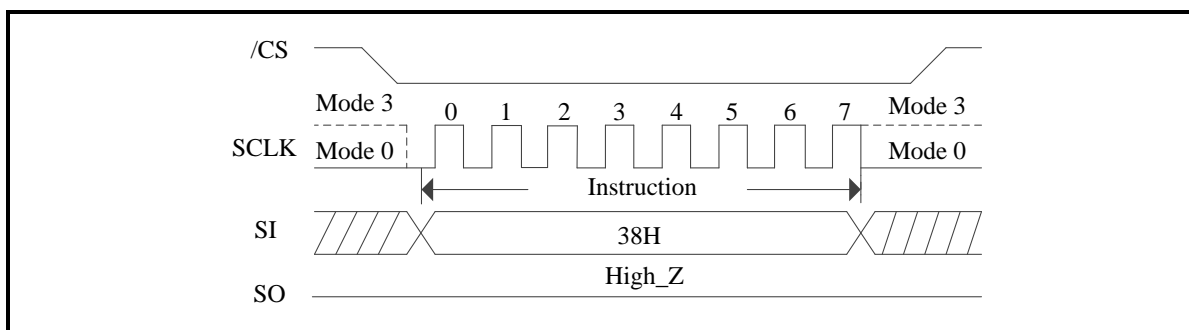 /CS
Mode 3
0 1 2 3 4 5 6 7
Mode 3
SCLK
Mode 0
Mode 0
Instruction
SI
38H
High_Z
SO